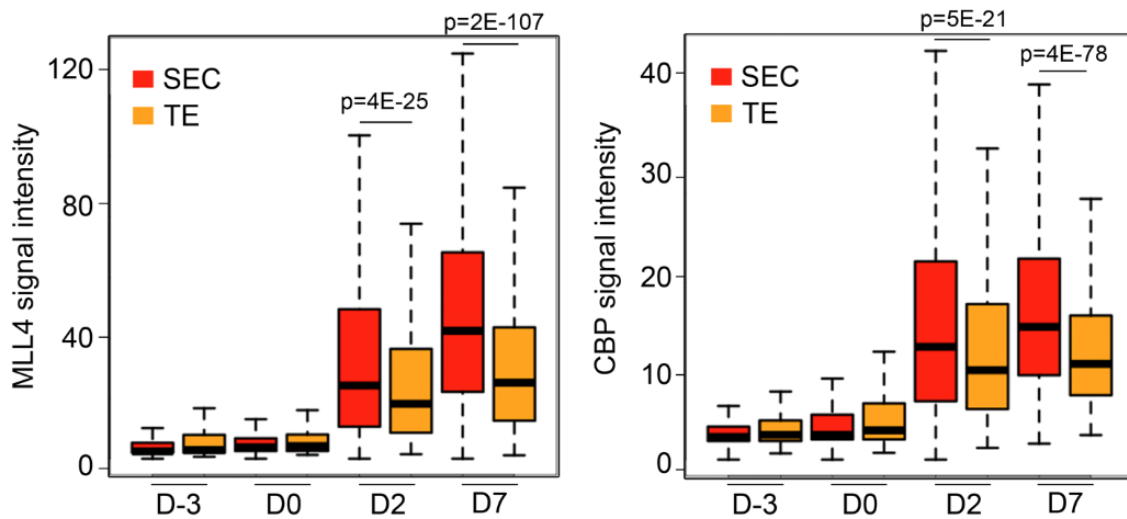 MLL4 signal intensity
120
80
40
0
SEC
TE
p=4E-25
p=2E-107
D-3 D0 D2 D7
CBP signal intensity
40
30
20
10
0
SEC
TE
p=5E-21
p=4E-78
D-3 D0 D2 D7